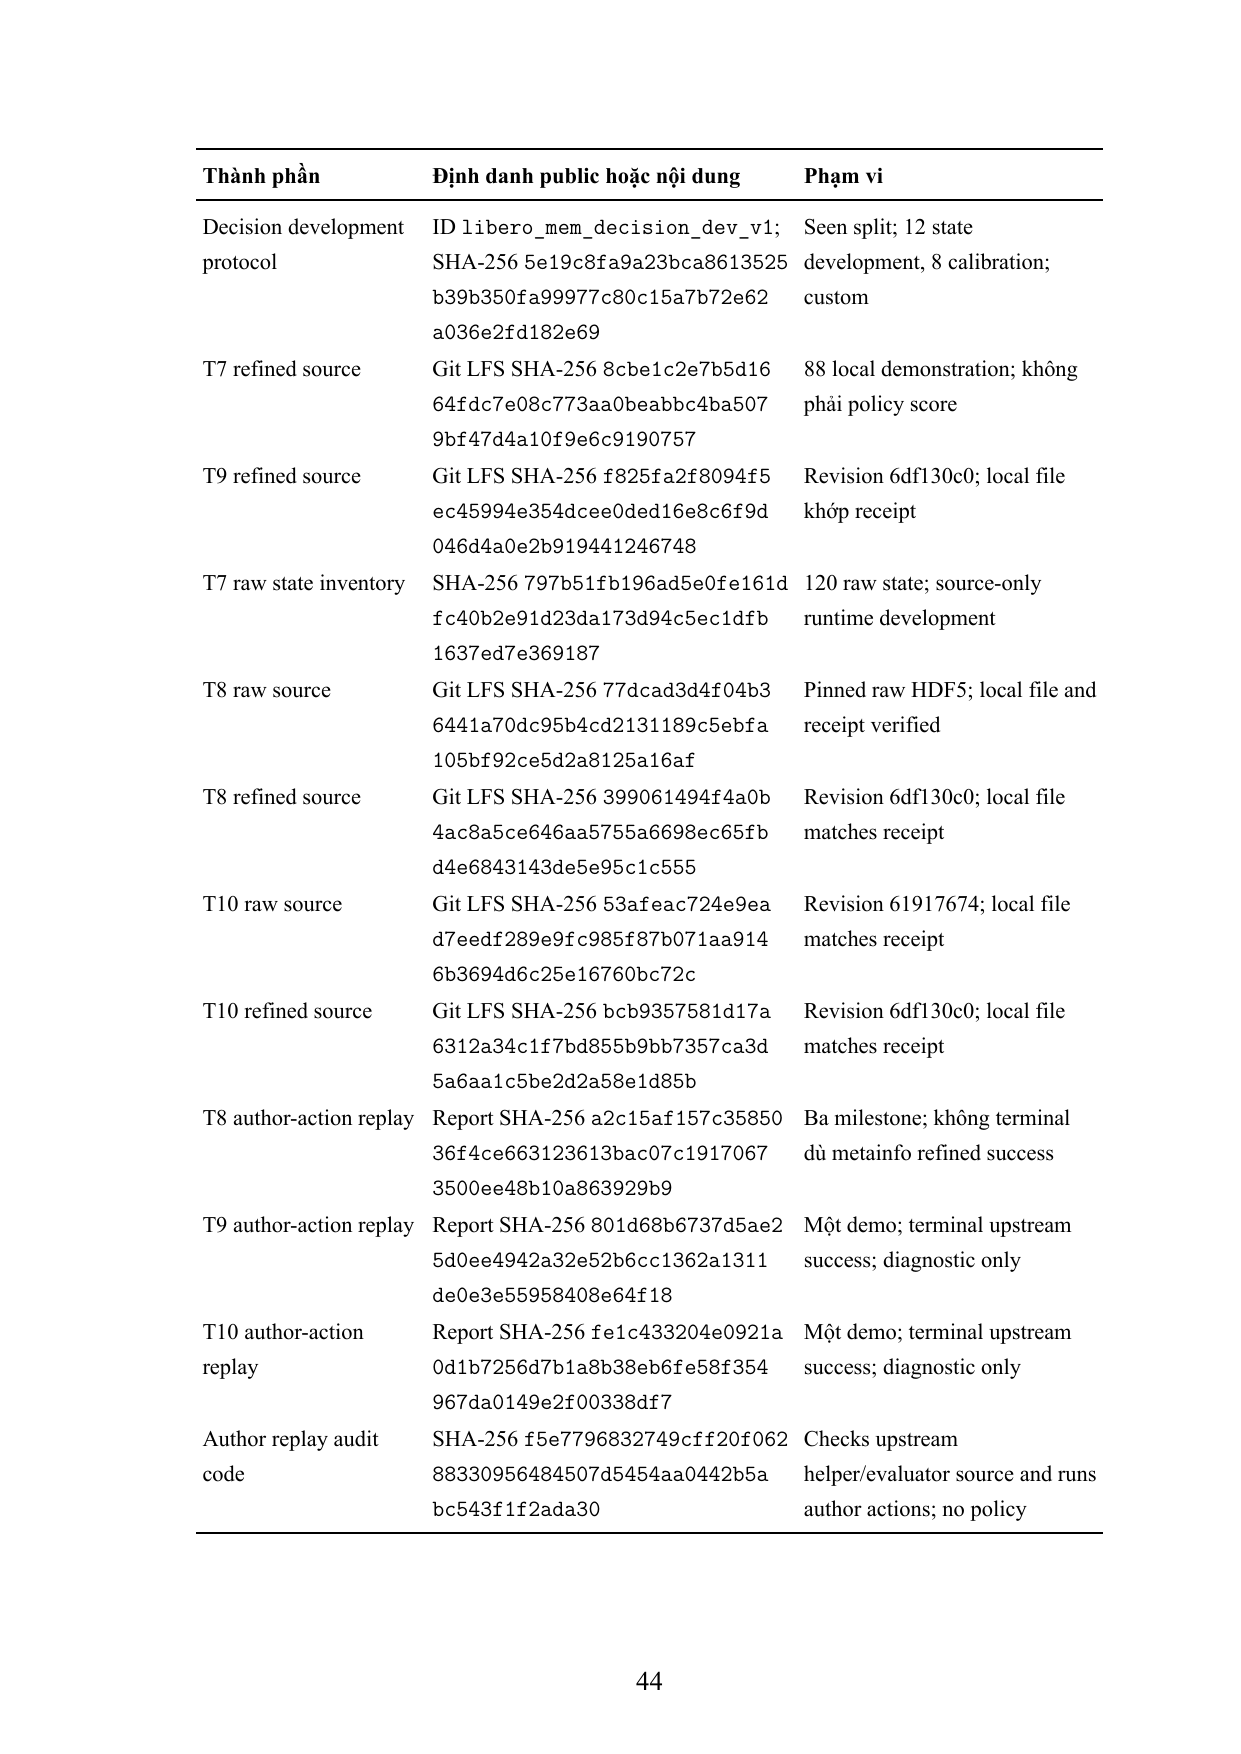 Thành phần	Định danh public hoặc nội dung	Phạm vi
Decision development	ID libero_mem_decision_dev_v1;	Seen split; 12 state
protocol	SHA-256 5e19c8fa9a23bca8613525	development, 8 calibration;
b39b350fa99977c80c15a7b72e62	custom
a036e2fd182e69
T7 refined source	Git LFS SHA-256 8cbe1c2e7b5d16	88 local demonstration; không
64fdc7e08c773aa0beabbc4ba507	phải policy score
9bf47d4a10f9e6c9190757
T9 refined source	Git LFS SHA-256 f825fa2f8094f5	Revision 6df130c0; local file
ec45994e354dcee0ded16e8c6f9d	khớp receipt
046d4a0e2b919441246748
T7 raw state inventory	SHA-256 797b51fb196ad5e0fe161d	120 raw state; source-only
fc40b2e91d23da173d94c5ec1dfb	runtime development
1637ed7e369187
T8 raw source	Git LFS SHA-256 77dcad3d4f04b3	Pinned raw HDF5; local file and
6441a70dc95b4cd2131189c5ebfa	receipt verified
105bf92ce5d2a8125a16af
T8 refined source	Git LFS SHA-256 399061494f4a0b	Revision 6df130c0; local file
4ac8a5ce646aa5755a6698ec65fb	matches receipt
d4e6843143de5e95c1c555
T10 raw source	Git LFS SHA-256 53afeac724e9ea	Revision 61917674; local file
d7eedf289e9fc985f87b071aa914	matches receipt
6b3694d6c25e16760bc72c
T10 refined source	Git LFS SHA-256 bcb9357581d17a	Revision 6df130c0; local file
6312a34c1f7bd855b9bb7357ca3d	matches receipt
5a6aa1c5be2d2a58e1d85b
T8 author-action replay	Report SHA-256 a2c15af157c35850	Ba milestone; không terminal
36f4ce663123613bac07c1917067	dù metainfo refined success
3500ee48b10a863929b9
T9 author-action replay	Report SHA-256 801d68b6737d5ae2	Một demo; terminal upstream
5d0ee4942a32e52b6cc1362a1311	success; diagnostic only
de0e3e55958408e64f18
T10 author-action	Report SHA-256 fe1c433204e0921a	Một demo; terminal upstream
replay	0d1b7256d7b1a8b38eb6fe58f354	success; diagnostic only
967da0149e2f00338df7
Author replay audit	SHA-256 f5e7796832749cff20f062	Checks upstream
code	88330956484507d5454aa0442b5a	helper/evaluator source and runs
bc543f1f2ada30	author actions; no policy
44